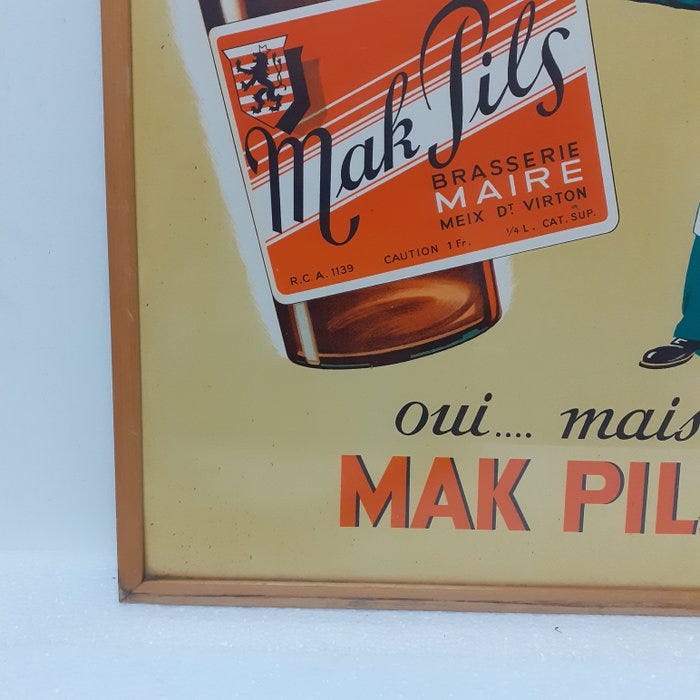 Mak Pils
BRASSERIE
MAIRE
MEIX DT VIRTON
R.C.A. 1139 CAUTION 1 Fr. 1/4 L. CAT. SUP.
oui.... mais
MAK PIL